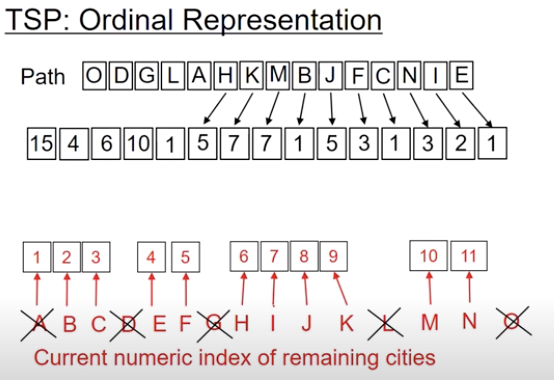 TSP: Ordinal Representation
Path O D G L A H K M B J F C N I E
15 4 6 10 1 5 7 7 1 5 3 1 3 2 1
1 2 3 4 5 6 7 8 9 10 11
A B C D E F G H I J K L M N O
Current numeric index of remaining cities